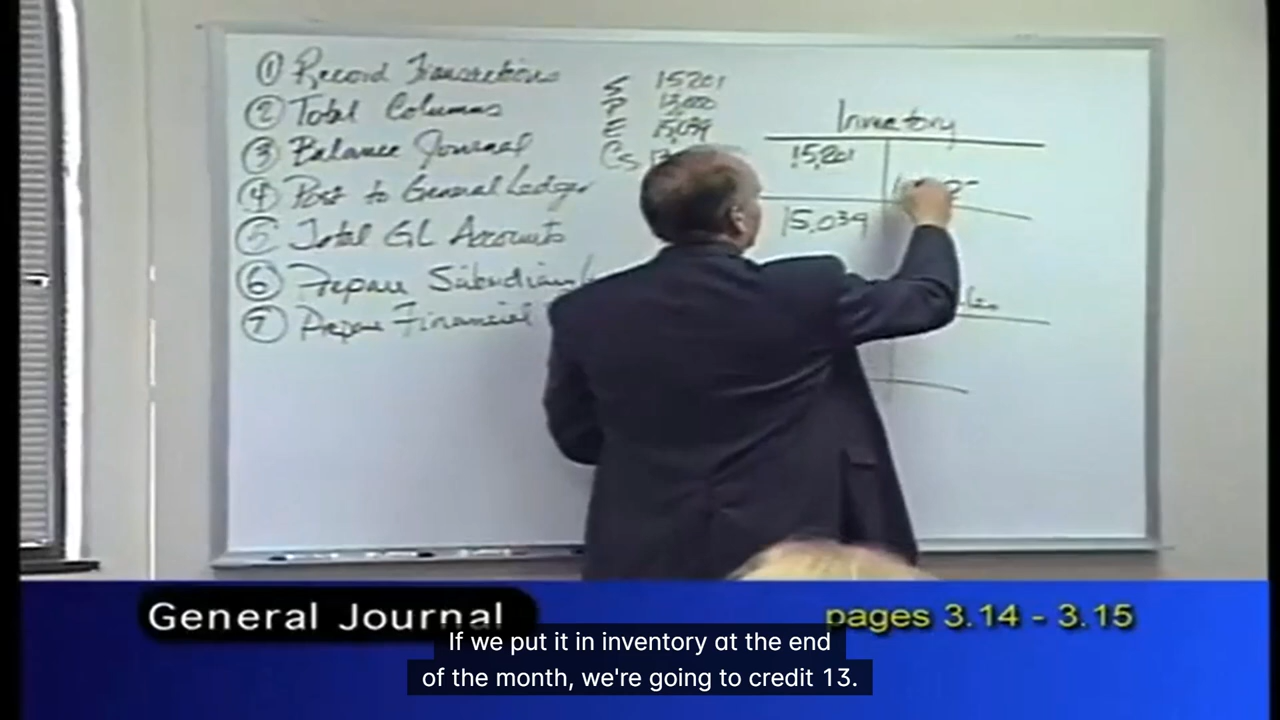 ① Record Transactions
② Total Columns
③ Balance Journal
④ Post to General Ledger
⑤ Total GL Accounts
⑥ Prepare Subsidiary
⑦ Prepare Financial
S 15201
P 13,000
E 15,039
Cs 13
Inventory
15,201
15,039
General Journal
pages 3.14 - 3.15
If we put it in inventory at the end
of the month, we're going to credit 13.